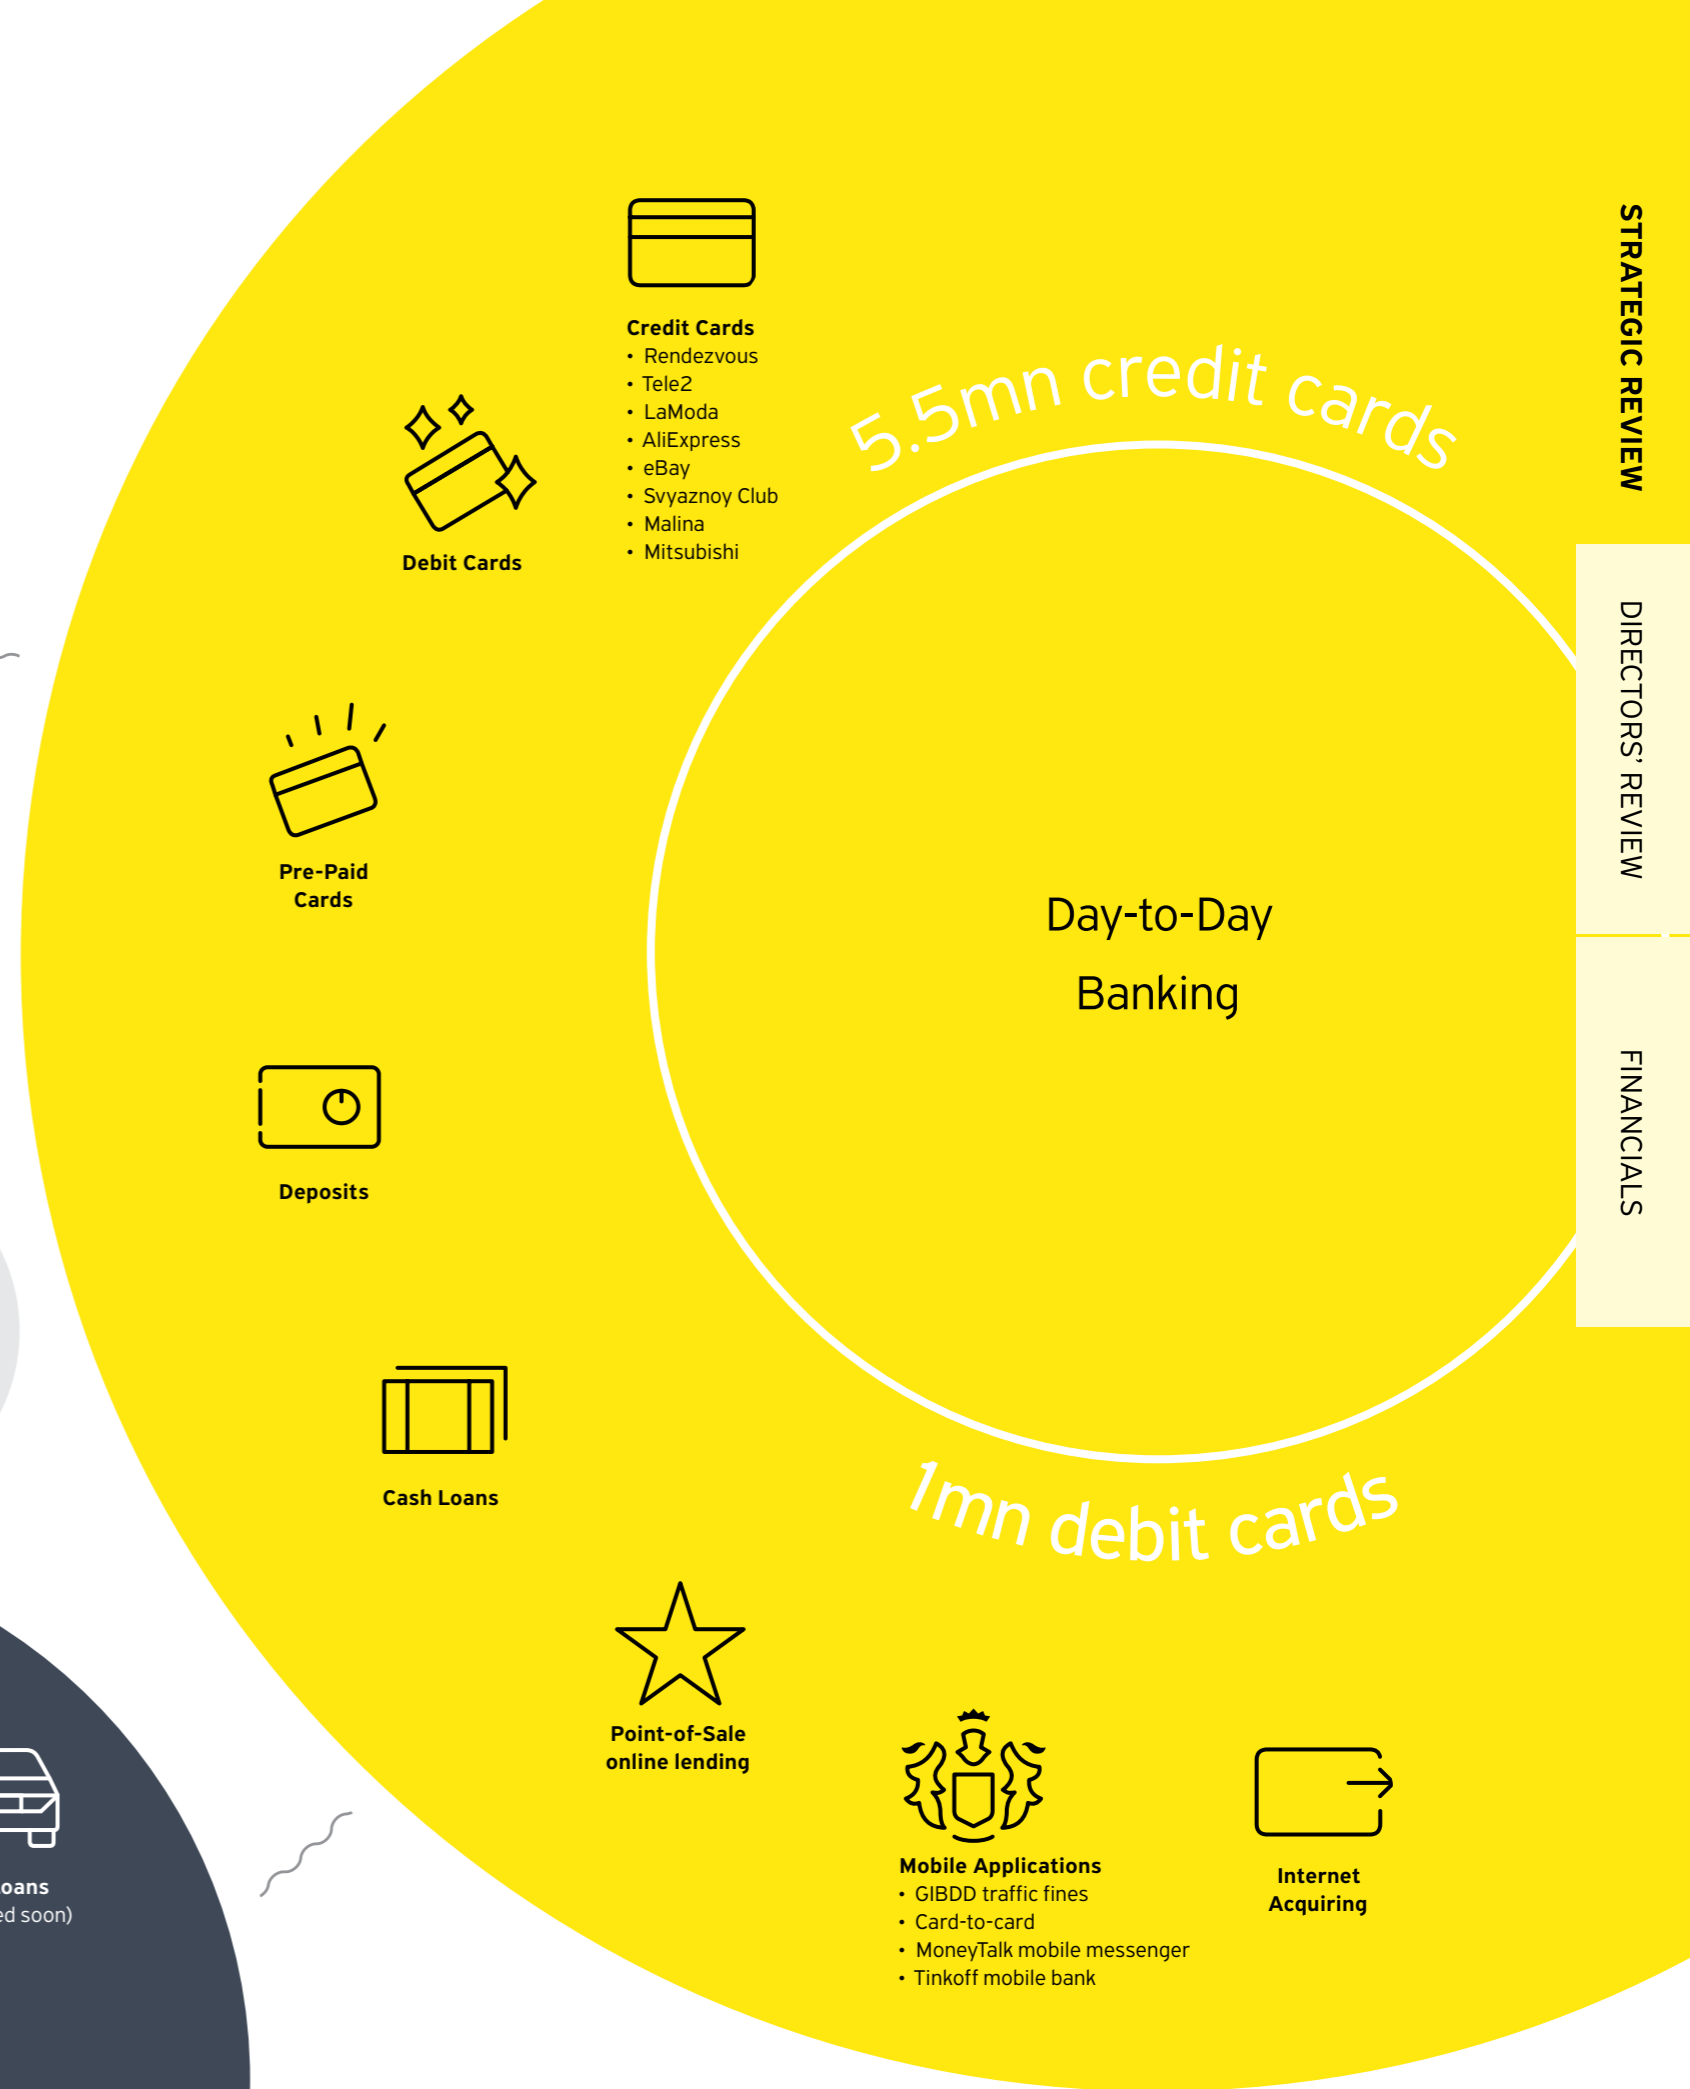 Credit Cards
• Rendezvous
• Tele2
• LaModa
• AliExpress
• eBay
• Svyaznoy Club
• Malina
• Mitsubishi
Debit Cards
5.5mn credit cards
Pre-Paid
Cards
Day-to-Day
Banking
Deposits
Cash Loans
1mn debit cards
Point-of-Sale
online lending
Mobile Applications
• GIBDD traffic fines
• Card-to-card
• MoneyTalk mobile messenger
• Tinkoff mobile bank
Internet
Acquiring
soon)
STRATEGIC REVIEW
DIRECTORS’ REVIEW
FINANCIALS